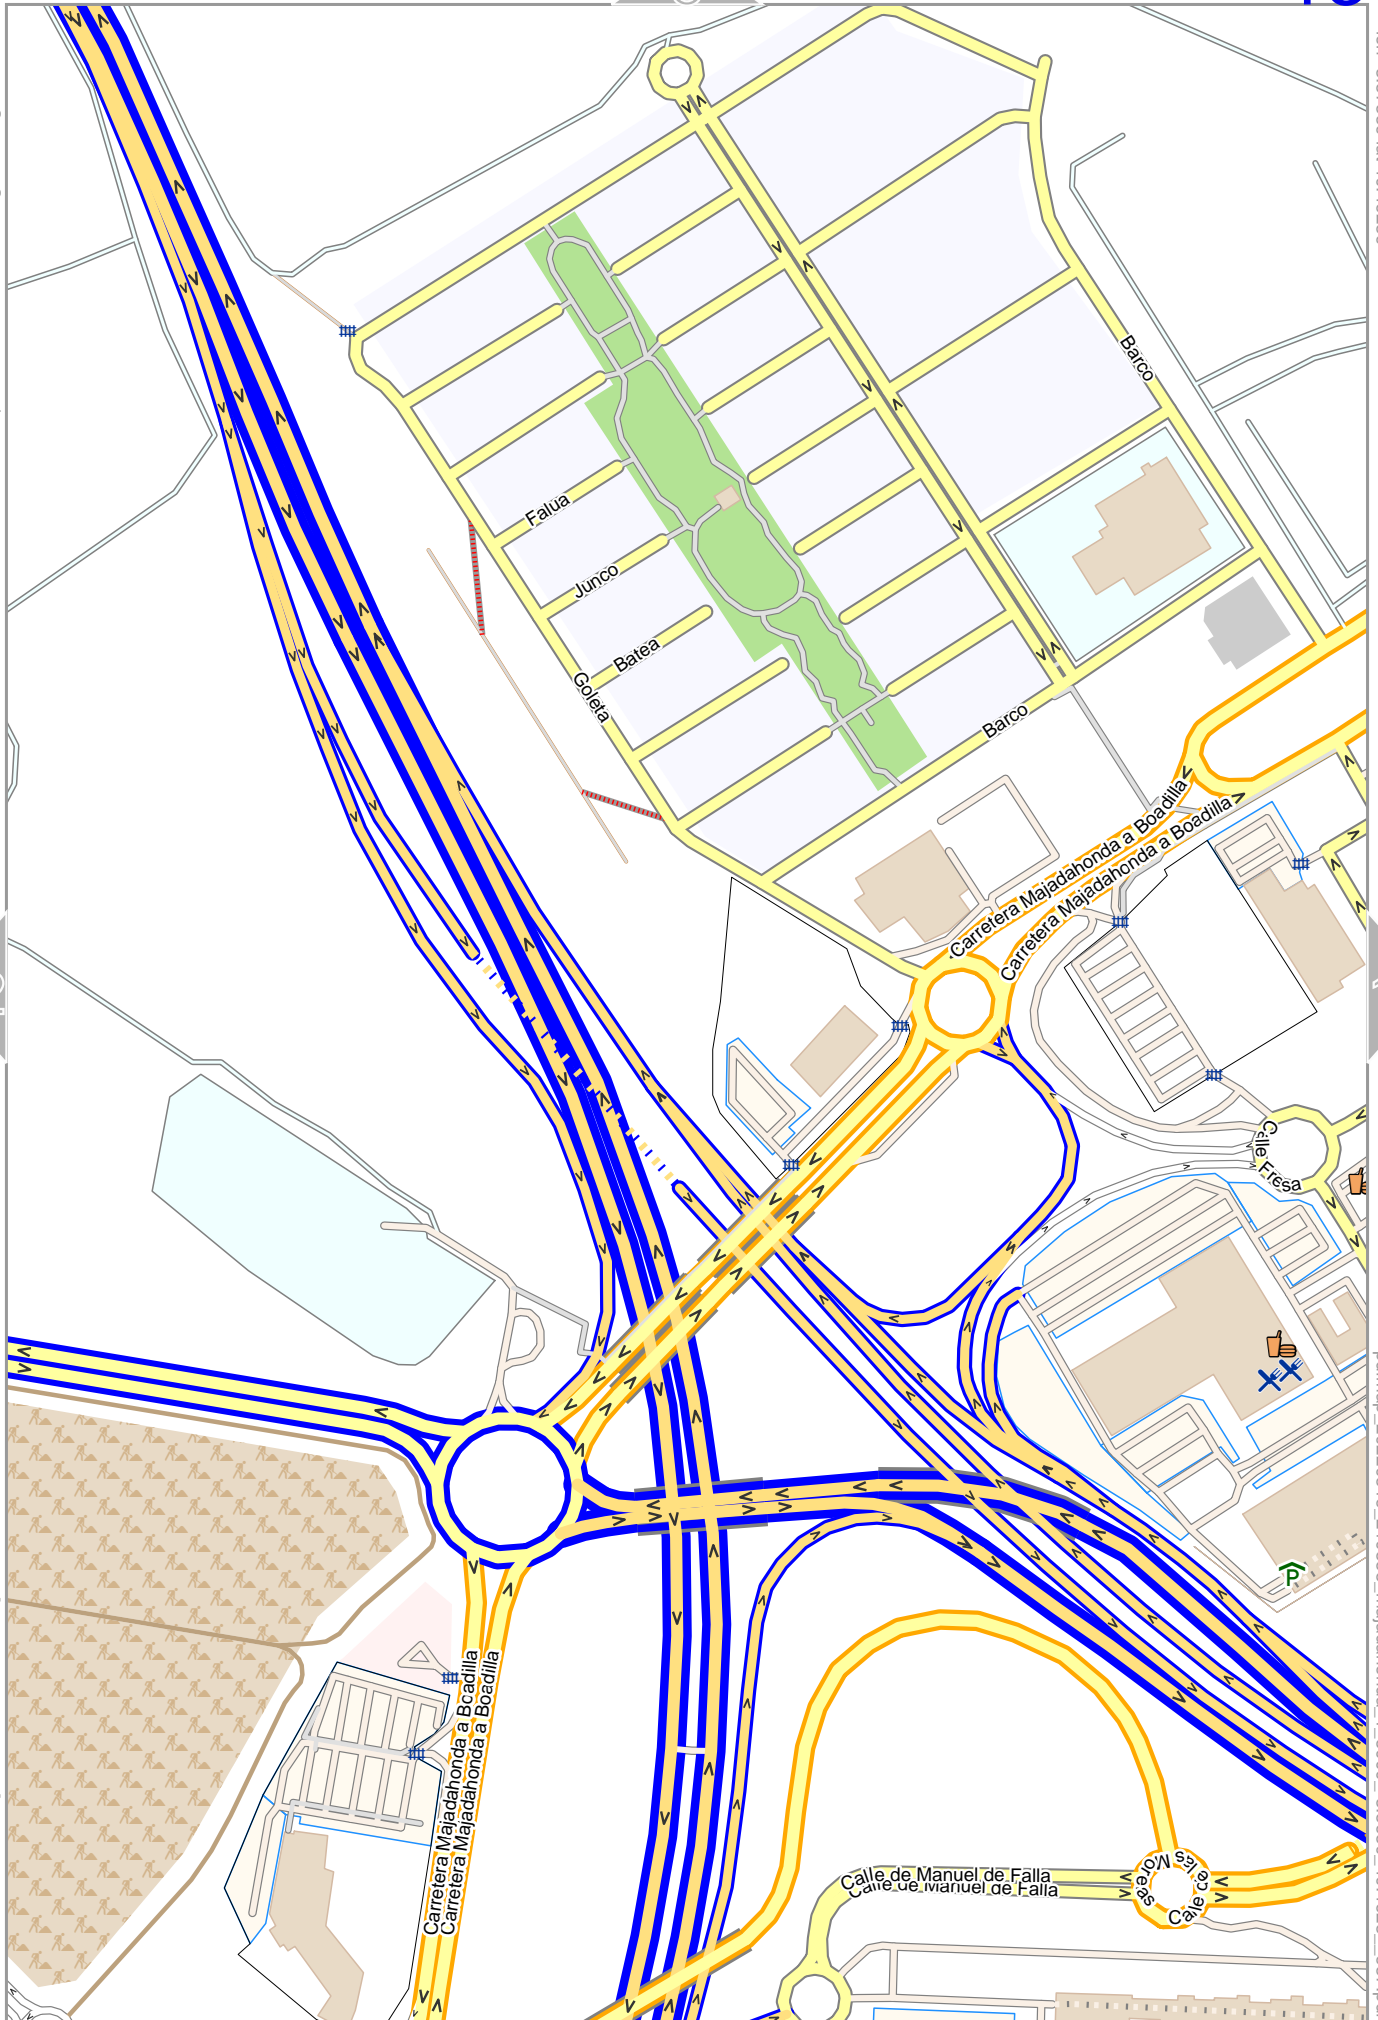 Barco
Falua
Junco
Batea
Goleta
Barco
Carretera Majadahonda a Boadilla
Carretera Majadahonda a Boadilla
Calle Fresa
P
Carretera Majadahonda a Boadilla
Carretera Majadahonda a Boadilla
Calle de Manuel de Falla
Calle de Manuel de Falla
Calle de las Moreras